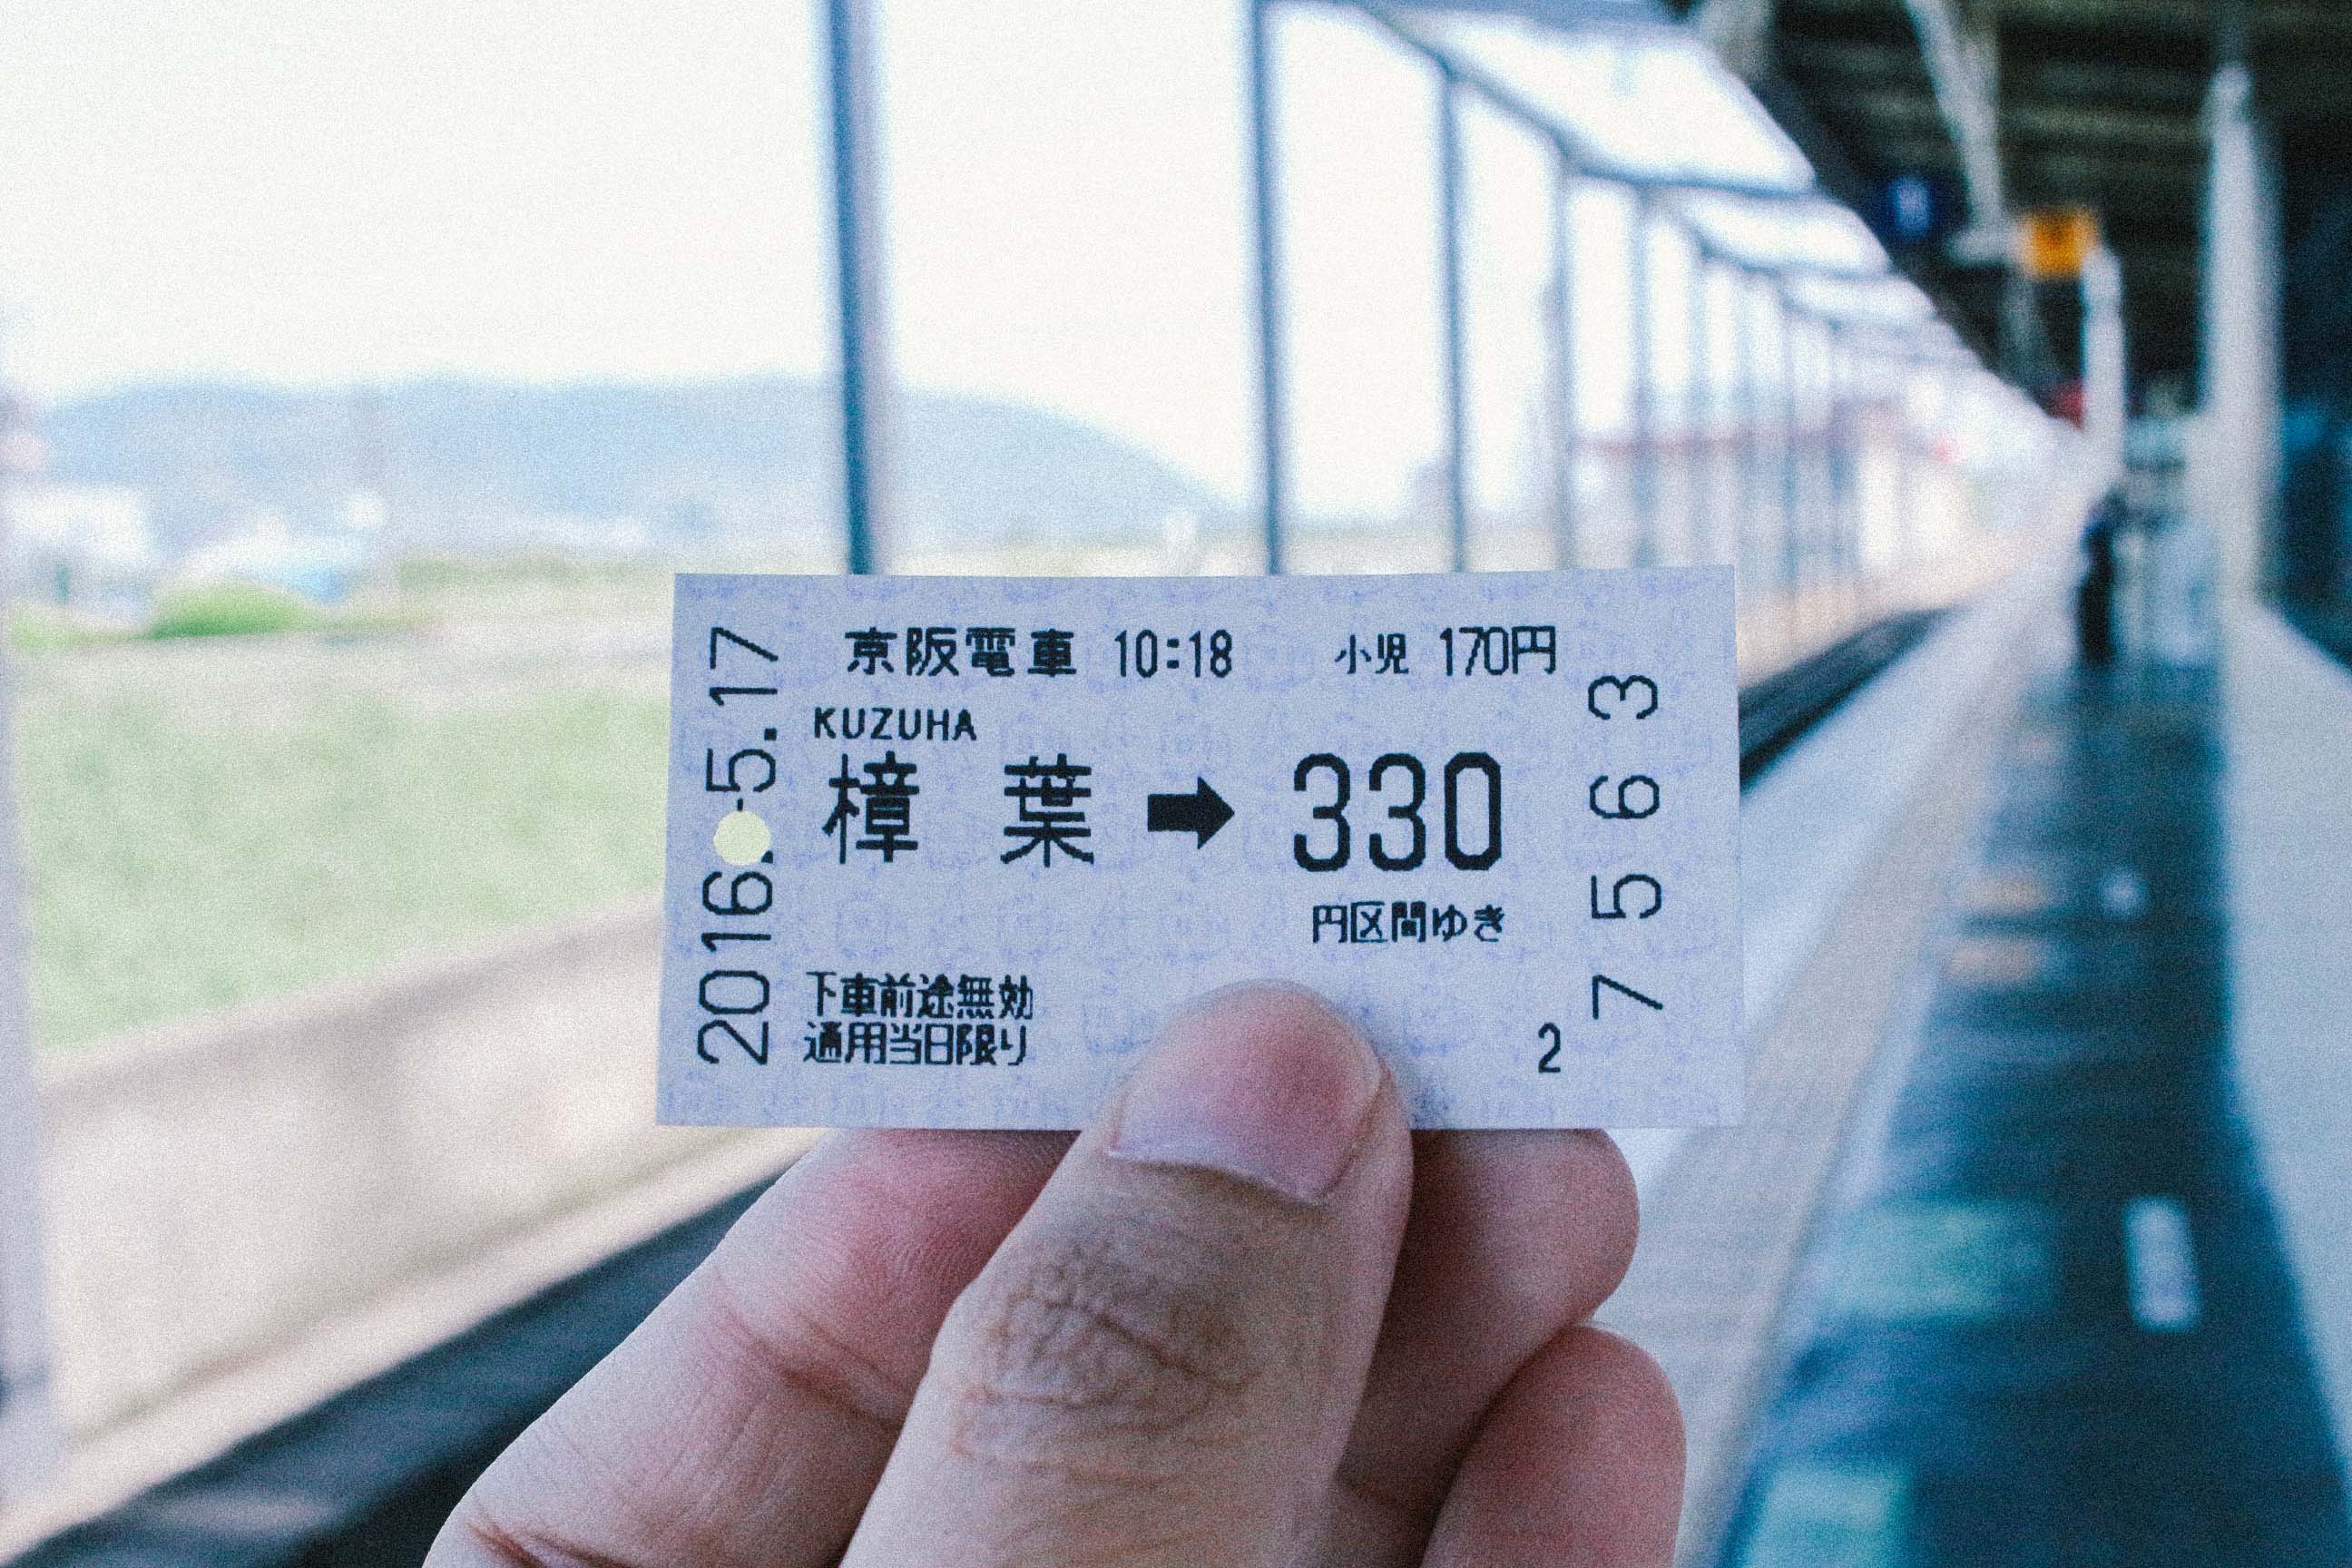 2016.-5.17
京阪電車 10:18 小児 170円
KUZUHA
樟葉➡330
円区間ゆき
下車前途無効
通用当日限り
2
7563